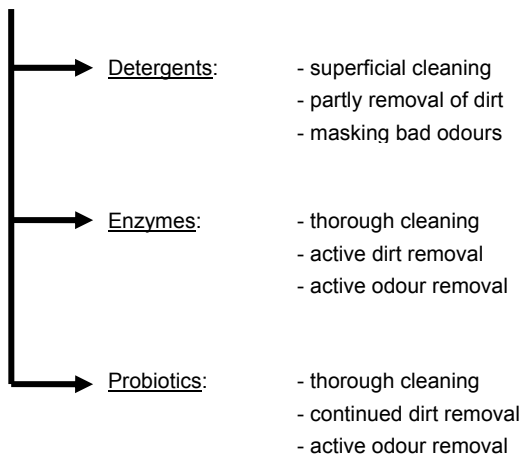 Detergents: - superficial cleaning
- partly removal of dirt
- masking bad odours
Enzymes: - thorough cleaning
- active dirt removal
- active odour removal
Probiotics: - thorough cleaning
- continued dirt removal
- active odour removal